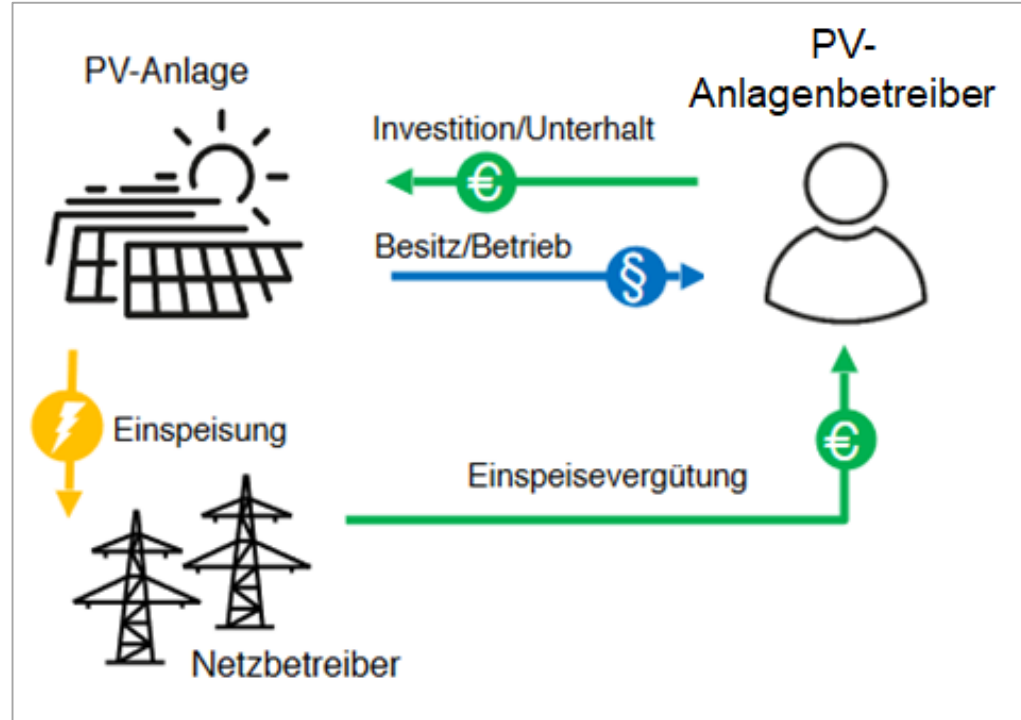 PV-Anlage
PV-
Anlagenbetreiber
Investition/Unterhalt
€
Besitz/Betrieb
§
Einspeisung
€
Einspeisevergütung
Netzbetreiber